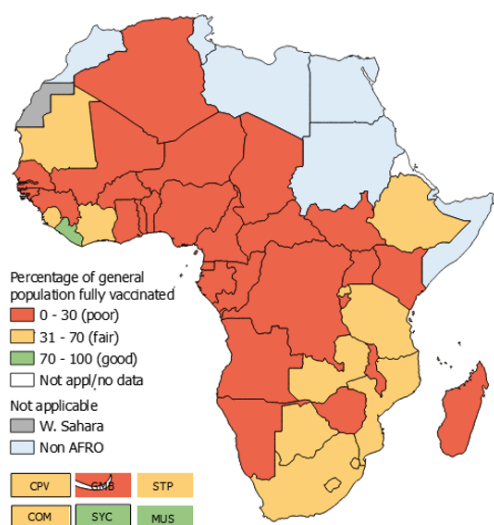 Percentage of general
population fully vaccinated
0 - 30 (poor)
31 - 70 (fair)
70 - 100 (good)
Not appl/no data
Not applicable
W. Sahara
Non AFRO
CPV GMB STP
COM SYC MUS